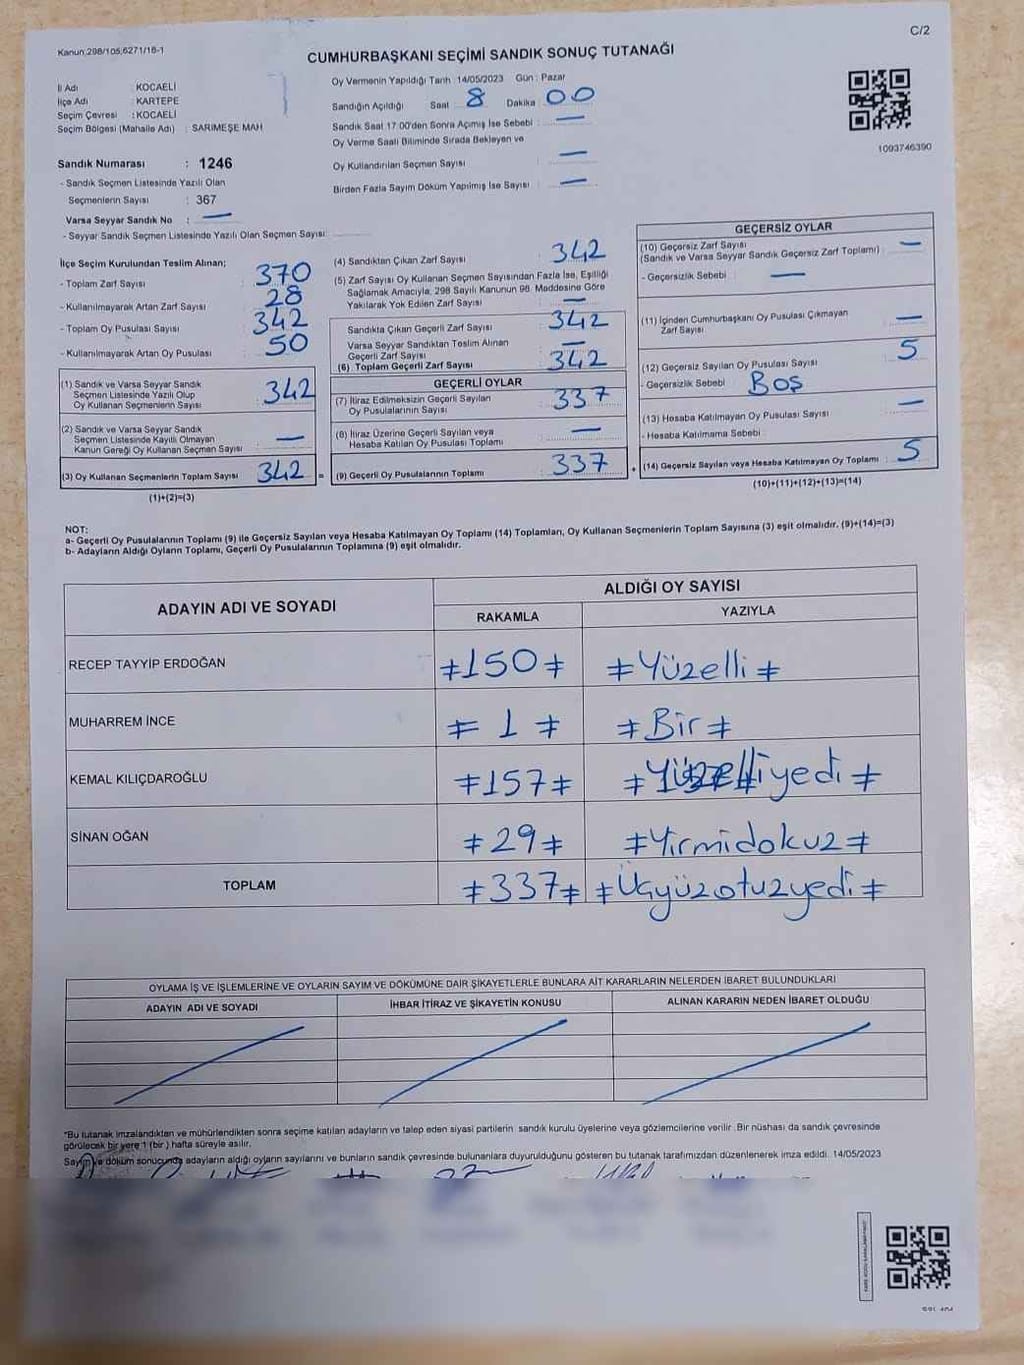 Kanun;298/105;6271/16-1
C/2
CUMHURBAŞKANI SEÇİMİ SANDIK SONUÇ TUTANAĞI
İl Adı : KOCAELİ
İlçe Adı : KARTEPE
Seçim Çevresi : KOCAELİ
Seçim Bölgesi (Mahalle Adı) : SARIMEŞE MAH
Sandık Numarası : 1246
- Sandık Seçmen Listesinde Yazılı Olan
Seçmenlerin Sayısı : 367
Varsa Seyyar Sandık No : —
- Seyyar Sandık Seçmen Listesinde Yazılı Olan Seçmen Sayısı:
Oy Vermenin Yapıldığı Tarih 14/05/2023 Gün : Pazar
Sandığın Açıldığı Saat 8 Dakika 00
Sandık Saat 17.00'den Sonra Açımış İse Sebebi : —
Oy Verme Saati Bitiminde Sırada Bekleyen ve
Oy Kullandırılan Seçmen Sayısı : —
Birden Fazla Sayım Döküm Yapılmış İse Sayısı : —
1093746390
İlçe Seçim Kurulundan Teslim Alınan;
- Toplam Zarf Sayısı : 370
- Kullanılmayarak Artan Zarf Sayısı : 28
- Toplam Oy Pusulası Sayısı : 342
- Kullanılmayarak Artan Oy Pusulası : 50
(1) Sandık ve Varsa Seyyar Sandık
Seçmen Listesinde Yazılı Olup
Oy Kullanan Seçmenlerin Sayısı : 342
(2) Sandık ve Varsa Seyyar Sandık
Seçmen Listesinde Kayıtlı Olmayan
Kanun Gereği Oy Kullanan Seçmen Sayısı : —
(3) Oy Kullanan Seçmenlerin Toplam Sayısı : 342 =
(1)+(2)=(3)
(4) Sandıktan Çıkan Zarf Sayısı : 342
(5) Zarf Sayısı Oy Kullanan Seçmen Sayısından Fazla İse, Eşitliği
Sağlamak Amacıyla, 298 Sayılı Kanunun 98. Maddesine Göre
Yakılarak Yok Edilen Zarf Sayısı : —
Sandıkta Çıkan Geçerli Zarf Sayısı : 342
Varsa Seyyar Sandıktan Teslim Alınan
Geçerli Zarf Sayısı : —
(6) Toplam Geçerli Zarf Sayısı : 342
GEÇERLİ OYLAR
(7) İtiraz Edilmeksizin Geçerli Sayılan
Oy Pusulalarının Sayısı : 337
(8) İtiraz Üzerine Geçerli Sayılan veya
Hesaba Katılan Oy Pusulası Toplamı : —
(9) Geçerli Oy Pusulalarının Toplamı : 337 +
GEÇERSİZ OYLAR
(10) Geçersiz Zarf Sayısı
(Sandık ve Varsa Seyyar Sandık Geçersiz Zarf Toplamı) : —
- Geçersizlik Sebebi : —
(11) İçinden Cumhurbaşkanı Oy Pusulası Çıkmayan
Zarf Sayısı : —
(12) Geçersiz Sayılan Oy Pusulası Sayısı : 5
- Geçersizlik Sebebi : BOŞ
(13) Hesaba Katılmayan Oy Pusulası Sayısı : —
- Hesaba Katılmama Sebebi :
(14) Geçersiz Sayılan veya Hesaba Katılmayan Oy Toplamı : 5
(10)+(11)+(12)+(13)=(14)
NOT:
a- Geçerli Oy Pusulalarının Toplamı (9) ile Geçersiz Sayılan veya Hesaba Katılmayan Oy Toplamı (14) Toplamları, Oy Kullanan Seçmenlerin Toplam Sayısına (3) eşit olmalıdır. (9)+(14)=(3)
b- Adayların Aldığı Oyların Toplamı, Geçerli Oy Pusulalarının Toplamına (9) eşit olmalıdır.
ADAYIN ADI VE SOYADI
ALDIĞI OY SAYISI
RAKAMLA YAZIYLA
RECEP TAYYİP ERDOĞAN ≠150≠ ≠Yüzelli≠
MUHARREM İNCE ≠1≠ ≠Bir≠
KEMAL KILIÇDAROĞLU ≠157≠ ≠Yüzelliyedi≠
SİNAN OĞAN ≠29≠ ≠Yirmidokuz≠
TOPLAM ≠337≠ ≠Üçyüzotuzyedi≠
OYLAMA İŞ VE İŞLEMLERİNE VE OYLARIN SAYIM VE DÖKÜMÜNE DAİR ŞİKAYETLERLE BUNLARA AİT KARARLARIN NELERDEN İBARET BULUNDUKLARI
ADAYIN ADI VE SOYADI İHBAR İTİRAZ VE ŞİKAYETİN KONUSU ALINAN KARARIN NEDEN İBARET OLDUĞU
*Bu tutanak imzalandıktan ve mühürlendikten sonra seçime katılan adayların ve talep eden siyasi partilerin sandık kurulu üyelerine veya gözlemcilerine verilir. Bir nüshası da sandık çevresinde
görülecek bir yere 1 (bir ) hafta süreyle asılır.
Sayım ve döküm sonucunda adayların aldığı oyların sayılarını ve bunların sandık çevresinde bulunanlara duyurulduğunu gösteren bu tutanak tarafımızdan düzenlenerek imza edildi. 14/05/2023